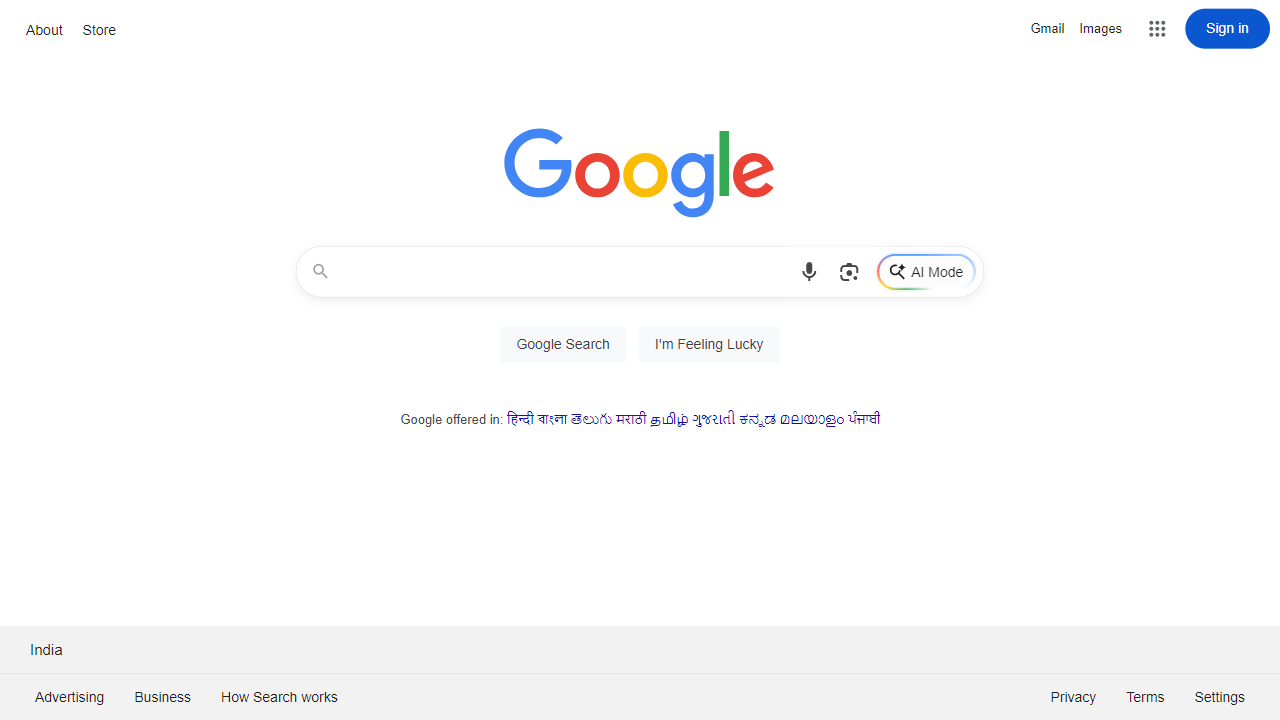 About Store
Gmail Images Sign in
Google
AI Mode
Google Search I'm Feeling Lucky
Google offered in: हिन्दी বাংলা తెలుగు मराठी தமிழ் ગુજરાતી ಕನ್ನಡ മലയാളം ਪੰਜਾਬੀ
India
Advertising Business How Search works Privacy Terms Settings